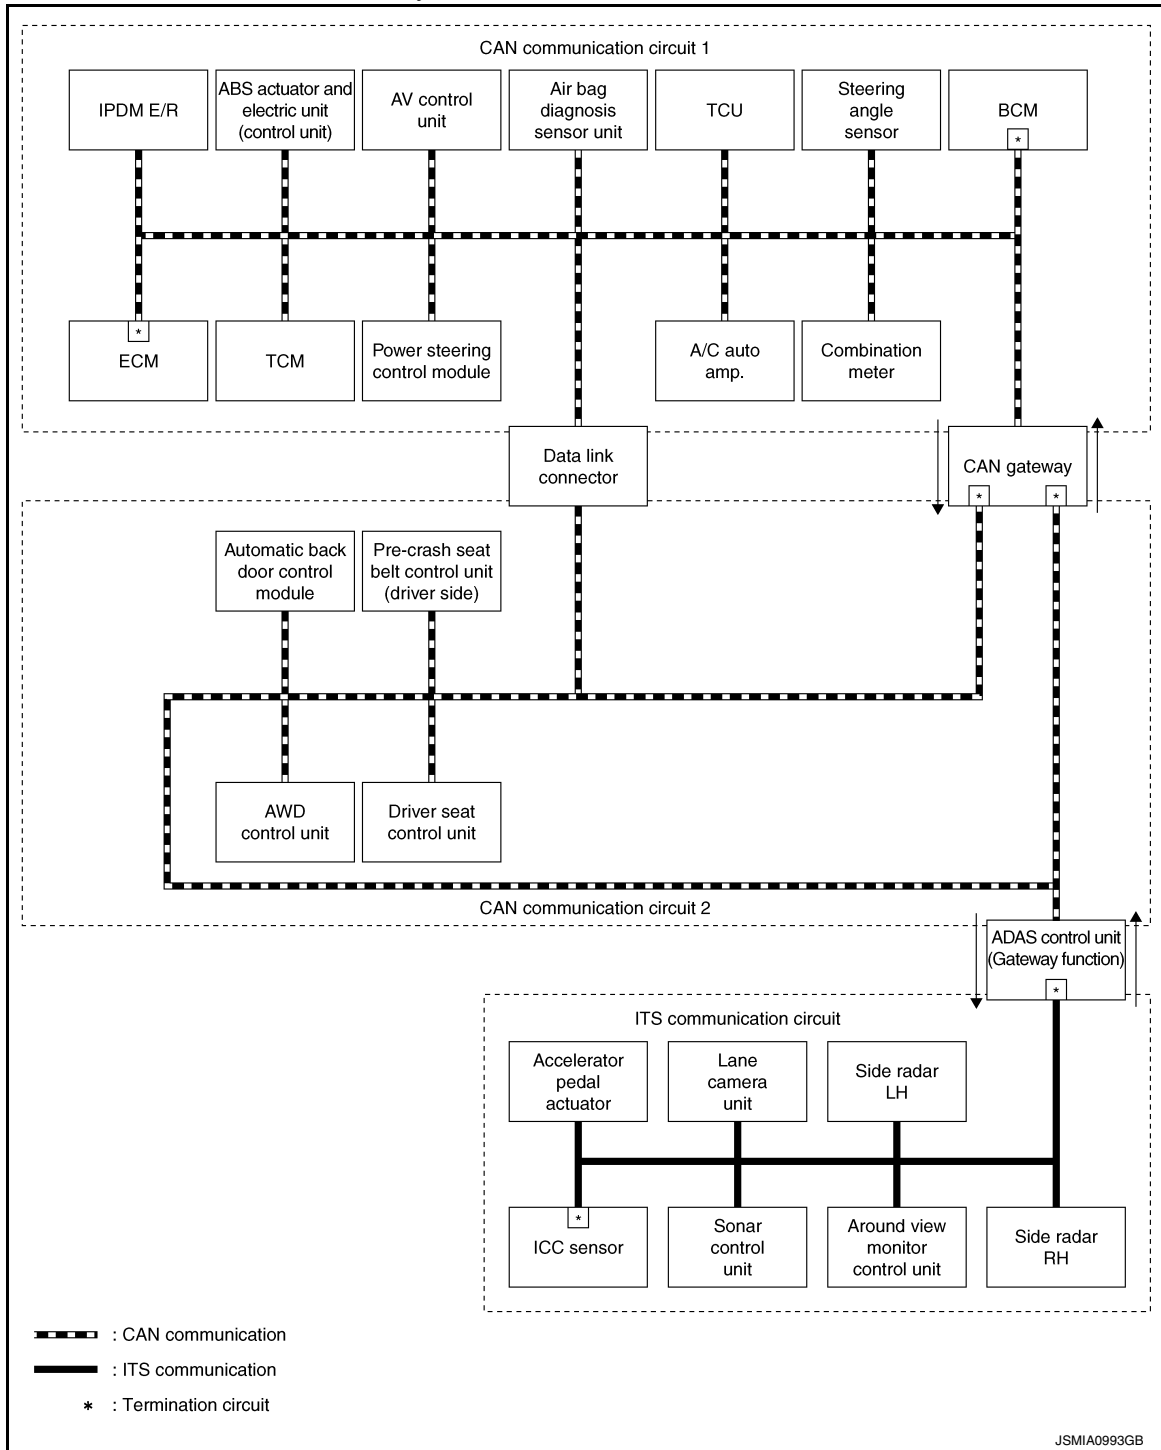 CAN communication circuit 1
IPDM E/R
ABS actuator and
electric unit
(control unit)
AV control
unit
Air bag
diagnosis
sensor unit
TCU
Steering
angle
sensor
BCM
*
*
ECM
TCM
Power steering
control module
A/C auto
amp.
Combination
meter
Data link
connector
CAN gateway
*
*
Automatic back
door control
module
Pre-crash seat
belt control unit
(driver side)
AWD
control unit
Driver seat
control unit
CAN communication circuit 2
ADAS control unit
(Gateway function)
*
ITS communication circuit
Accelerator
pedal
actuator
Lane
camera
unit
Side radar
LH
*
ICC sensor
Sonar
control
unit
Around view
monitor
control unit
Side radar
RH
: CAN communication
: ITS communication
* : Termination circuit
JSMIA0993GB